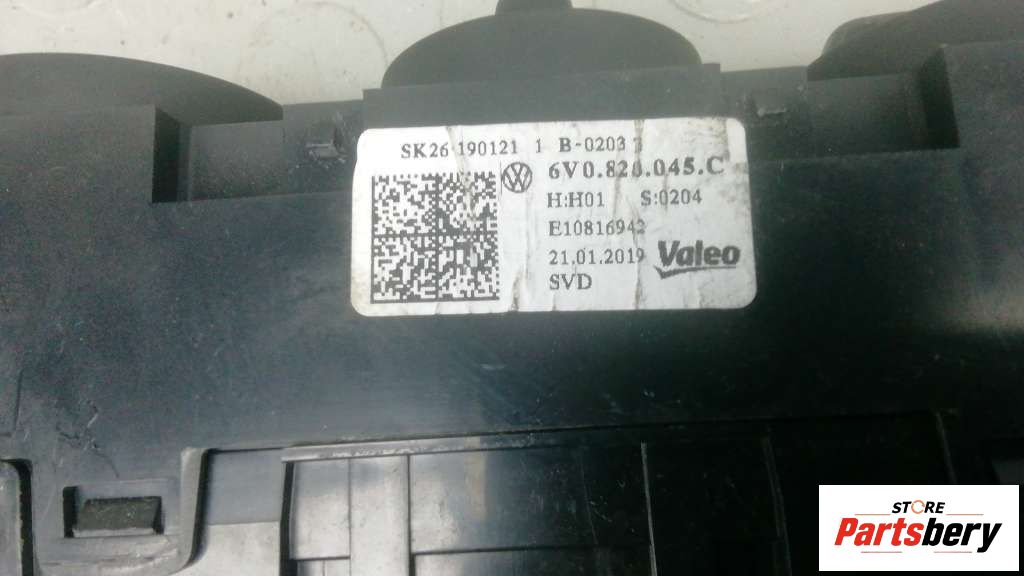 SK26 190121 1 B-0203
6V0.820.045.C
H:H01 S:0204
E10816942
21.01.2019 Valeo
SVD
STORE
Partsbery